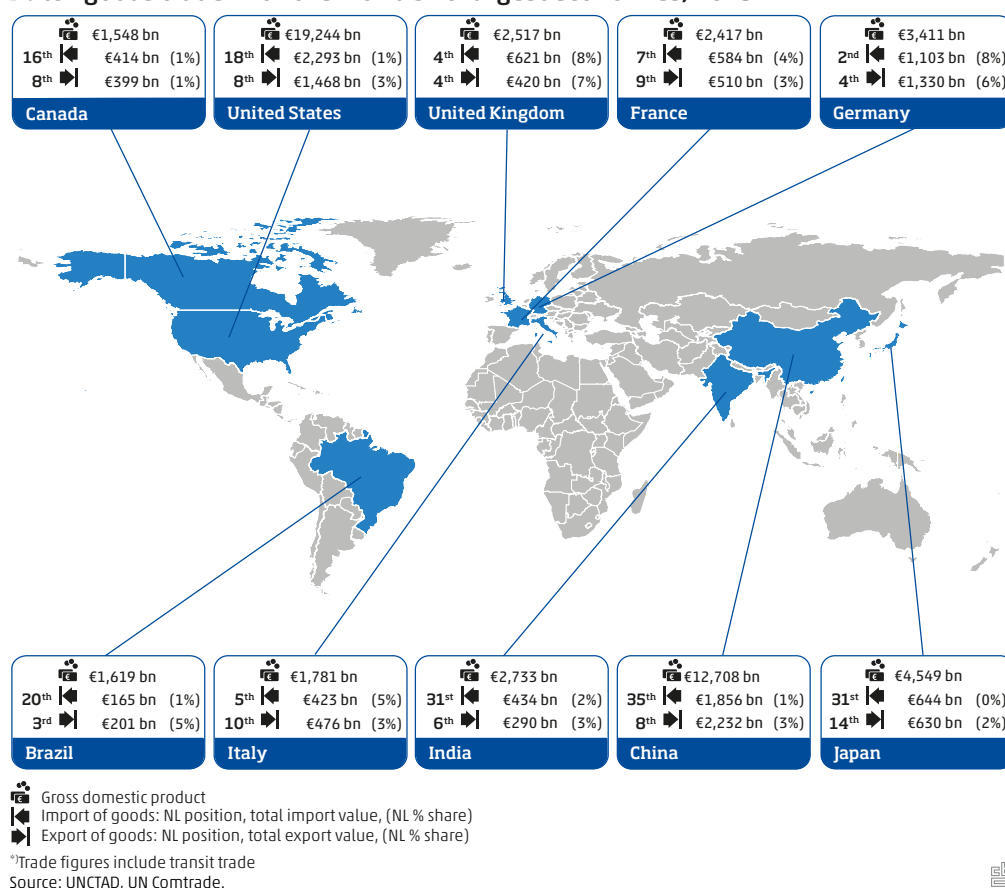 €1,548 bn
16th €414 bn (1%)
8th €399 bn (1%)
Canada
€19,244 bn
18th €2,293 bn (1%)
8th €1,468 bn (3%)
United States
€2,517 bn
4th €621 bn (8%)
4th €420 bn (7%)
United Kingdom
€2,417 bn
7th €584 bn (4%)
9th €510 bn (3%)
France
€3,411 bn
2nd €1,103 bn (8%)
4th €1,330 bn (6%)
Germany
€1,619 bn
20th €165 bn (1%)
3rd €201 bn (5%)
Brazil
€1,781 bn
5th €423 bn (5%)
10th €476 bn (3%)
Italy
€2,733 bn
31st €434 bn (2%)
6th €290 bn (3%)
India
€12,708 bn
35th €1,856 bn (1%)
8th €2,232 bn (3%)
China
€4,549 bn
31st €644 bn (0%)
14th €630 bn (2%)
Japan
Gross domestic product
Import of goods: NL position, total import value, (NL % share)
Export of goods: NL position, total export value, (NL % share)
*)Trade figures include transit trade
Source: UNCTAD, UN Comtrade.